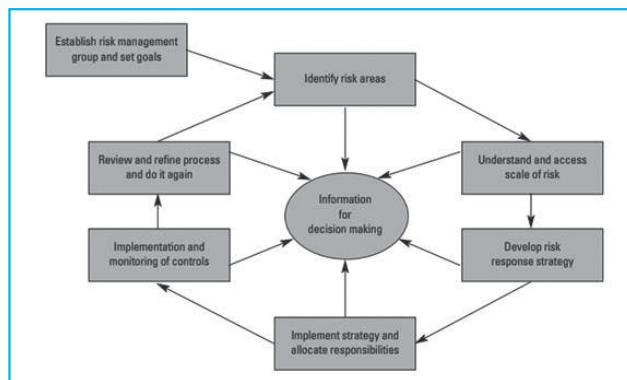 Establish risk management
group and set goals
Identify risk areas
Review and refine process
and do it again
Understand and access
scale of risk
Information
for
decision making
Implementation and
monitoring of controls
Develop risk
response strategy
Implement strategy and
allocate responsibilities